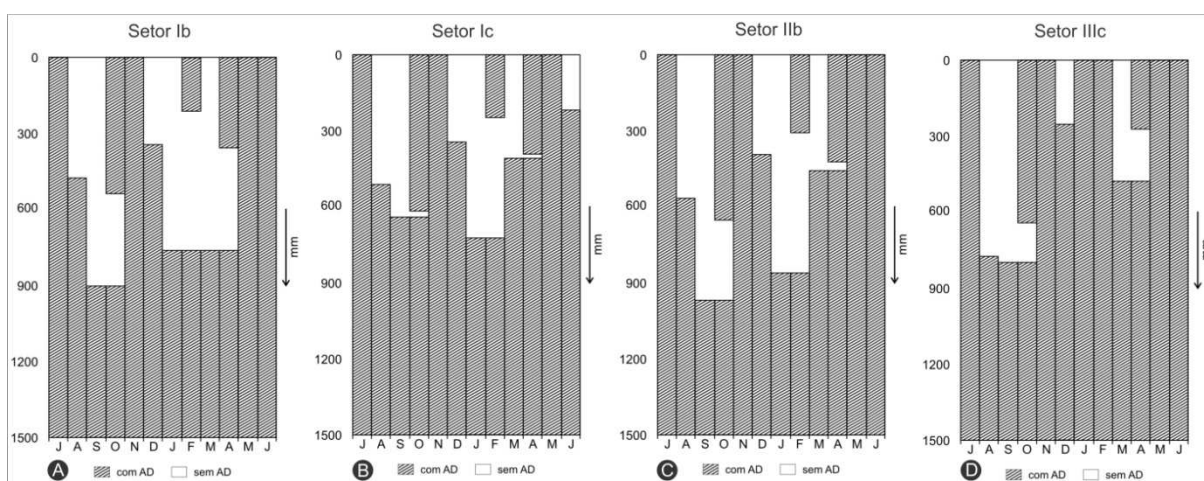 Setor Ib
0
300
600
900
1200
1500
mm
J A S O N D J F M A M J
A com AD sem AD
Setor Ic
0
300
600
900
1200
1500
mm
J A S O N D J F M A M J
B com AD sem AD
Setor IIb
0
300
600
900
1200
1500
mm
J A S O N D J F M A M J
C com AD sem AD
Setor IIIc
0
300
600
900
1200
1500
mm
J A S O N D J F M A M J
D com AD sem AD